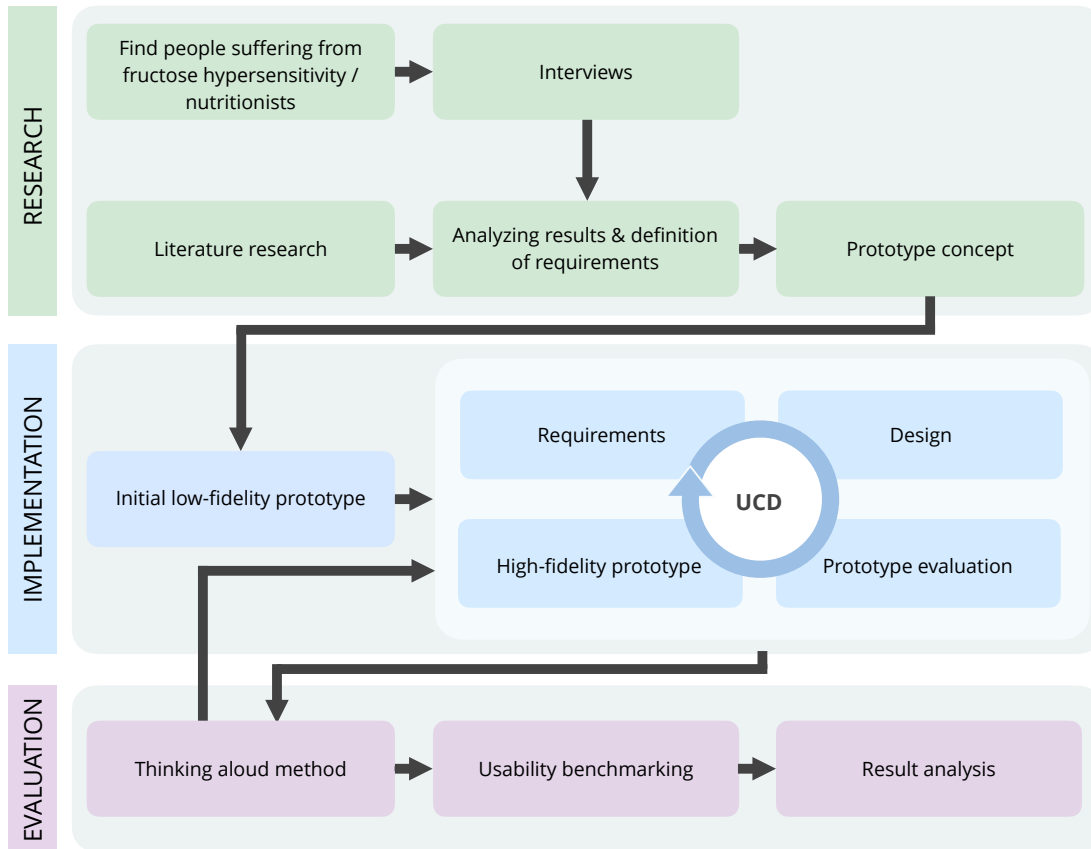 RESEARCH
Find people suffering from
fructose hypersensitivity /
nutritionists
Interviews
Literature research
Analyzing results & definition
of requirements
Prototype concept
IMPLEMENTATION
Initial low-fidelity prototype
Requirements
Design
UCD
High-fidelity prototype
Prototype evaluation
EVALUATION
Thinking aloud method
Usability benchmarking
Result analysis